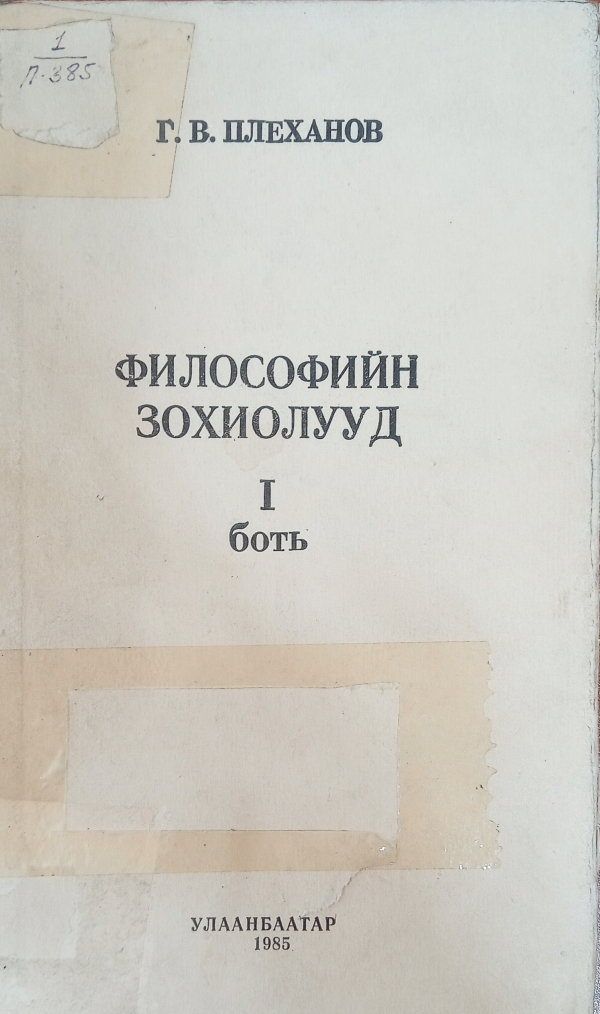 1
П-385
Г. В. ПЛЕХАНОВ
ФИЛОСОФИЙН
ЗОХИОЛУУД
I
боть
УЛААНБААТАР
1985